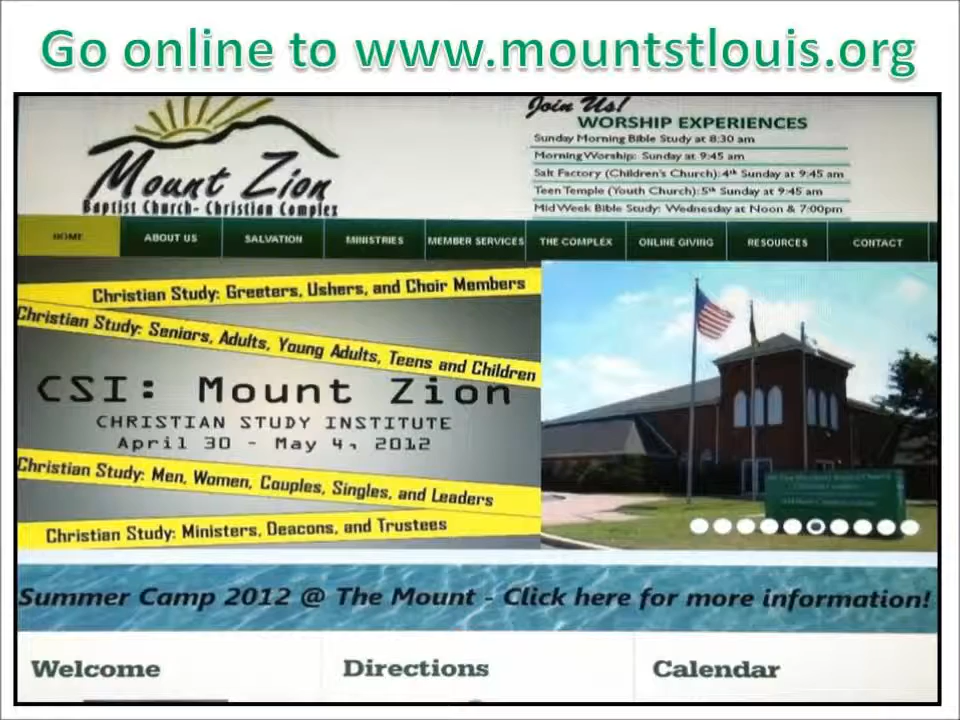 Go online to www.mountstlouis.org
Mount Zion
Baptist Church- Christian Complex
Join Us!
WORSHIP EXPERIENCES
Sunday Morning Bible Study at 8:30 am
Morning Worship: Sunday at 9:45 am
Salt Factory (Children's Church): 4th Sunday at 9:45 am
Teen Temple (Youth Church): 5th Sunday at 9:45 am
Mid Week Bible Study: Wednesday at Noon & 7:00pm
HOME ABOUT US SALVATION MINISTRIES MEMBER SERVICES THE COMPLEX ONLINE GIVING RESOURCES CONTACT
Christian Study: Greeters, Ushers, and Choir Members
Christian Study: Seniors, Adults, Young Adults, Teens and Children
CSI: Mount Zion
CHRISTIAN STUDY INSTITUTE
April 30 - May 4, 2012
Christian Study: Men, Women, Couples, Singles, and Leaders
Christian Study: Ministers, Deacons, and Trustees
Summer Camp 2012 @ The Mount - Click here for more information!
Welcome Directions Calendar